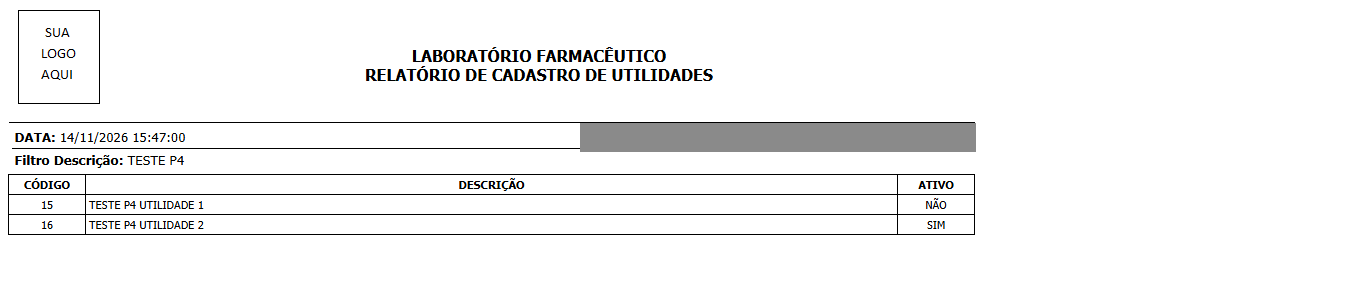 SUA
LOGO
AQUI
LABORATÓRIO FARMACÊUTICO
RELATÓRIO DE CADASTRO DE UTILIDADES
DATA: 14/11/2026 15:47:00
Filtro Descrição: TESTE P4
CÓDIGO DESCRIÇÃO ATIVO
15 TESTE P4 UTILIDADE 1 NÃO
16 TESTE P4 UTILIDADE 2 SIM